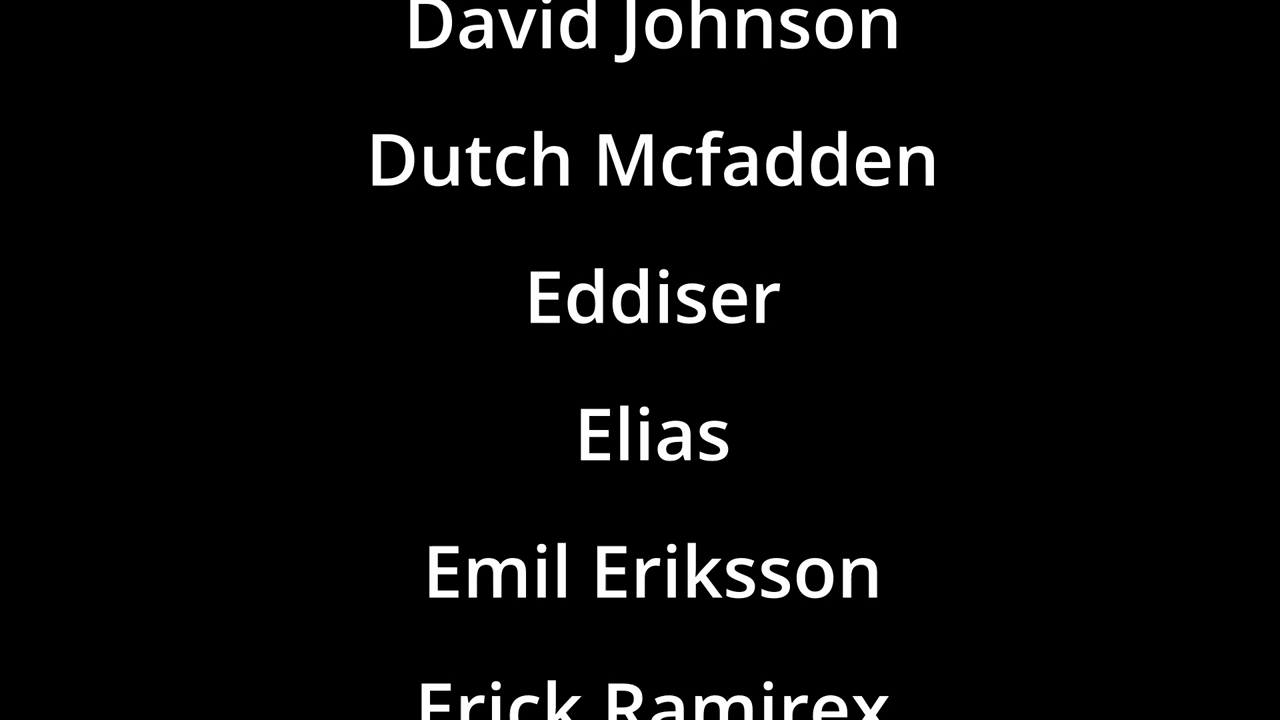 David Johnson
Dutch Mcfadden
Eddiser
Elias
Emil Eriksson
Erick Ramirex